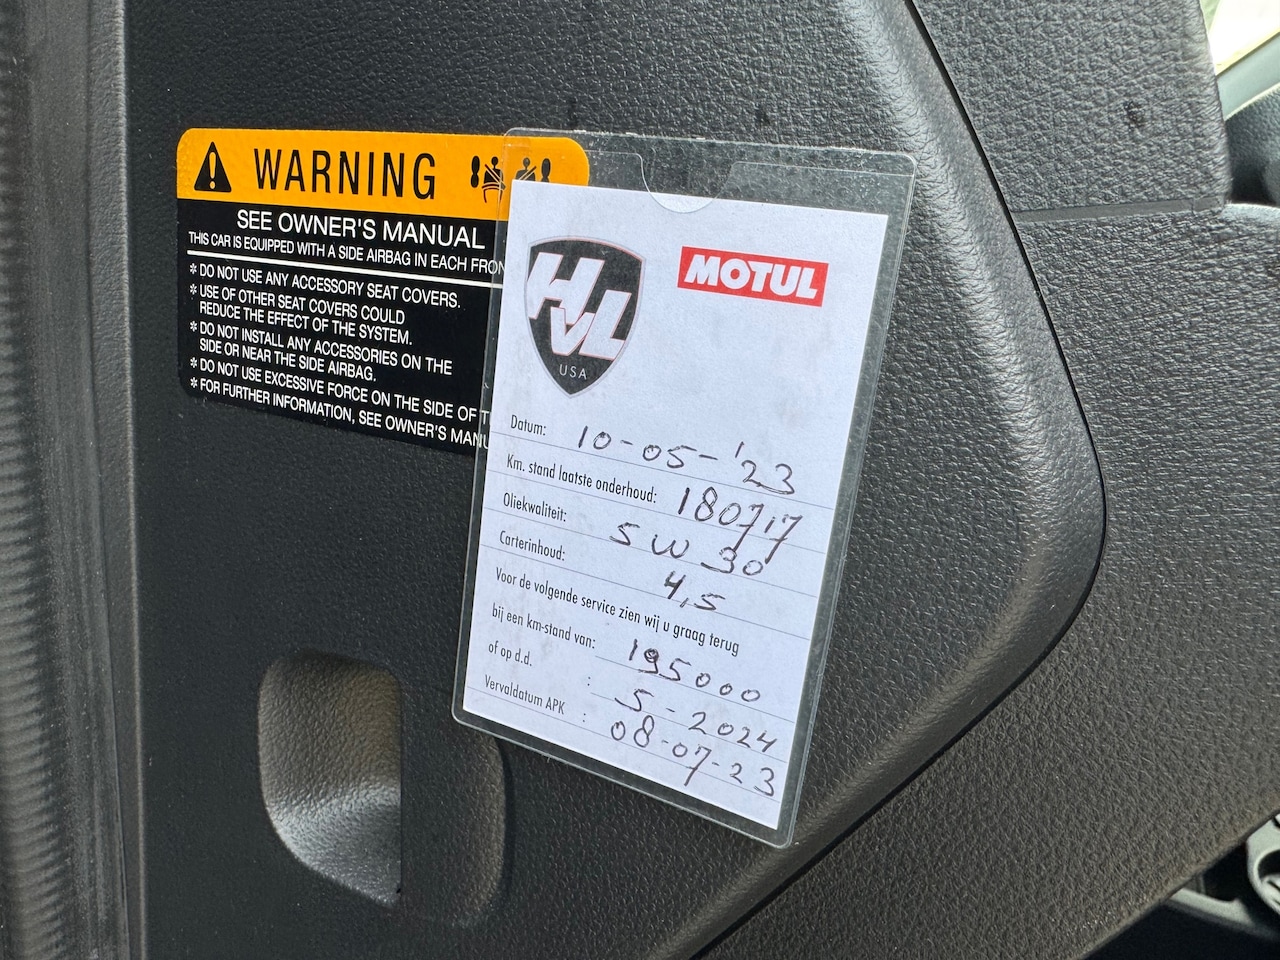 WARNING
SEE OWNER'S MANUAL
THIS CAR IS EQUIPPED WITH A SIDE AIRBAG IN EACH FRON
* DO NOT USE ANY ACCESSORY SEAT COVERS.
* USE OF OTHER SEAT COVERS COULD
REDUCE THE EFFECT OF THE SYSTEM.
* DO NOT INSTALL ANY ACCESSORIES ON THE
SIDE OR NEAR THE SIDE AIRBAG.
* DO NOT USE EXCESSIVE FORCE ON THE SIDE OF T
* FOR FURTHER INFORMATION, SEE OWNER'S MANU
HVL
USA
MOTUL
Datum: 10-05-'23
Km. stand laatste onderhoud: 180717
Oliekwaliteit: 5W30
Carterinhoud: 4,5
Voor de volgende service zien wij u graag terug
bij een km-stand van: 195000
of op d.d. : 5-2024
Vervaldatum APK : 08-07-23